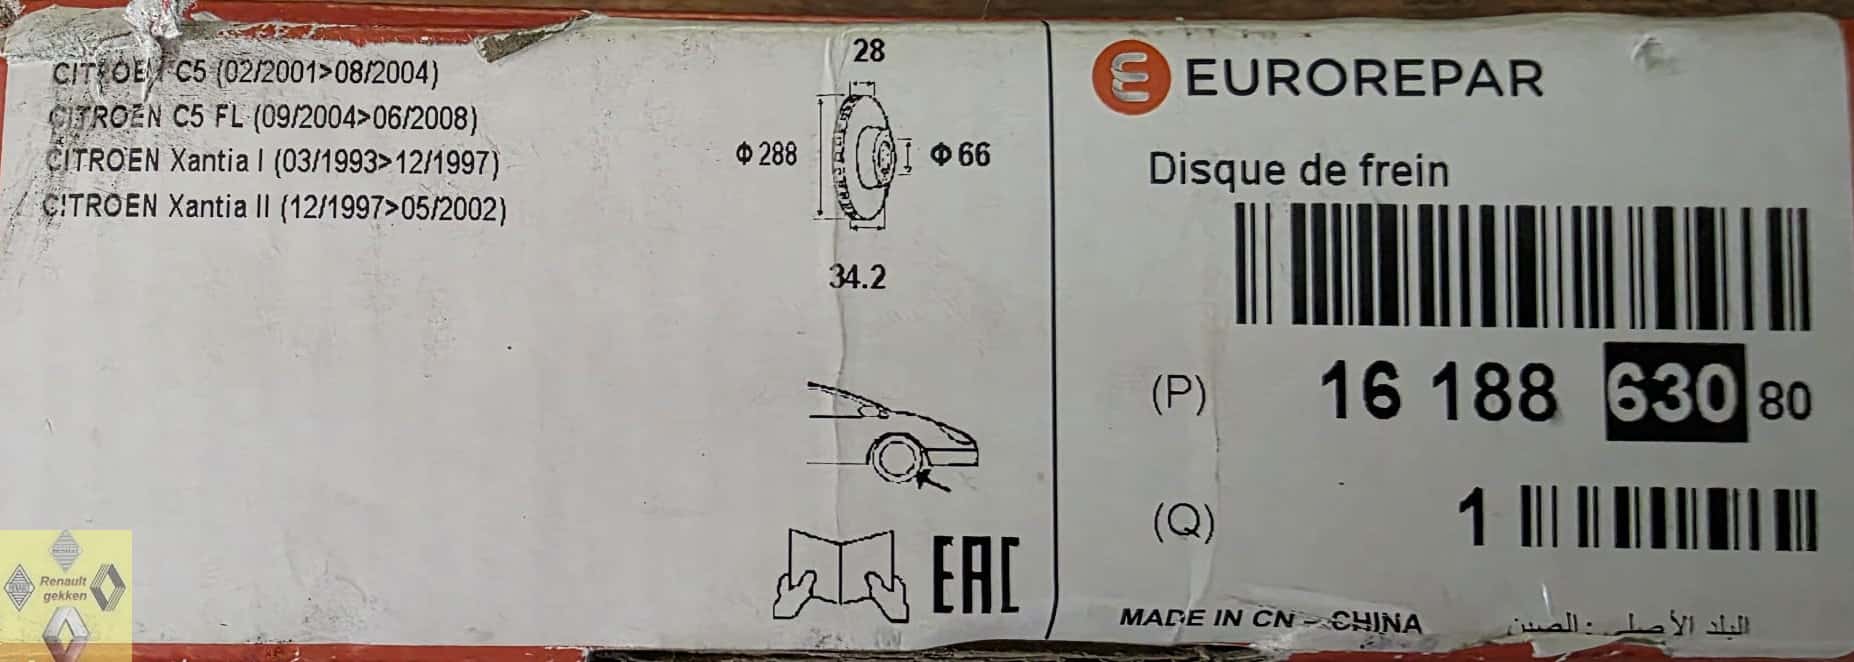 CITROEN C5 (02/2001>08/2004)
CITROEN C5 FL (09/2004>06/2008)
CITROEN Xantia I (03/1993>12/1997)
CITROEN Xantia II (12/1997>05/2002)
28
Φ 288
Φ 66
34.2
EAC
EUROREPAR
Disque de frein
(P) 16 188 630 80
(Q) 1
MADE IN CN - CHINA
البلد الأصلي : الصين
Renault
gekken